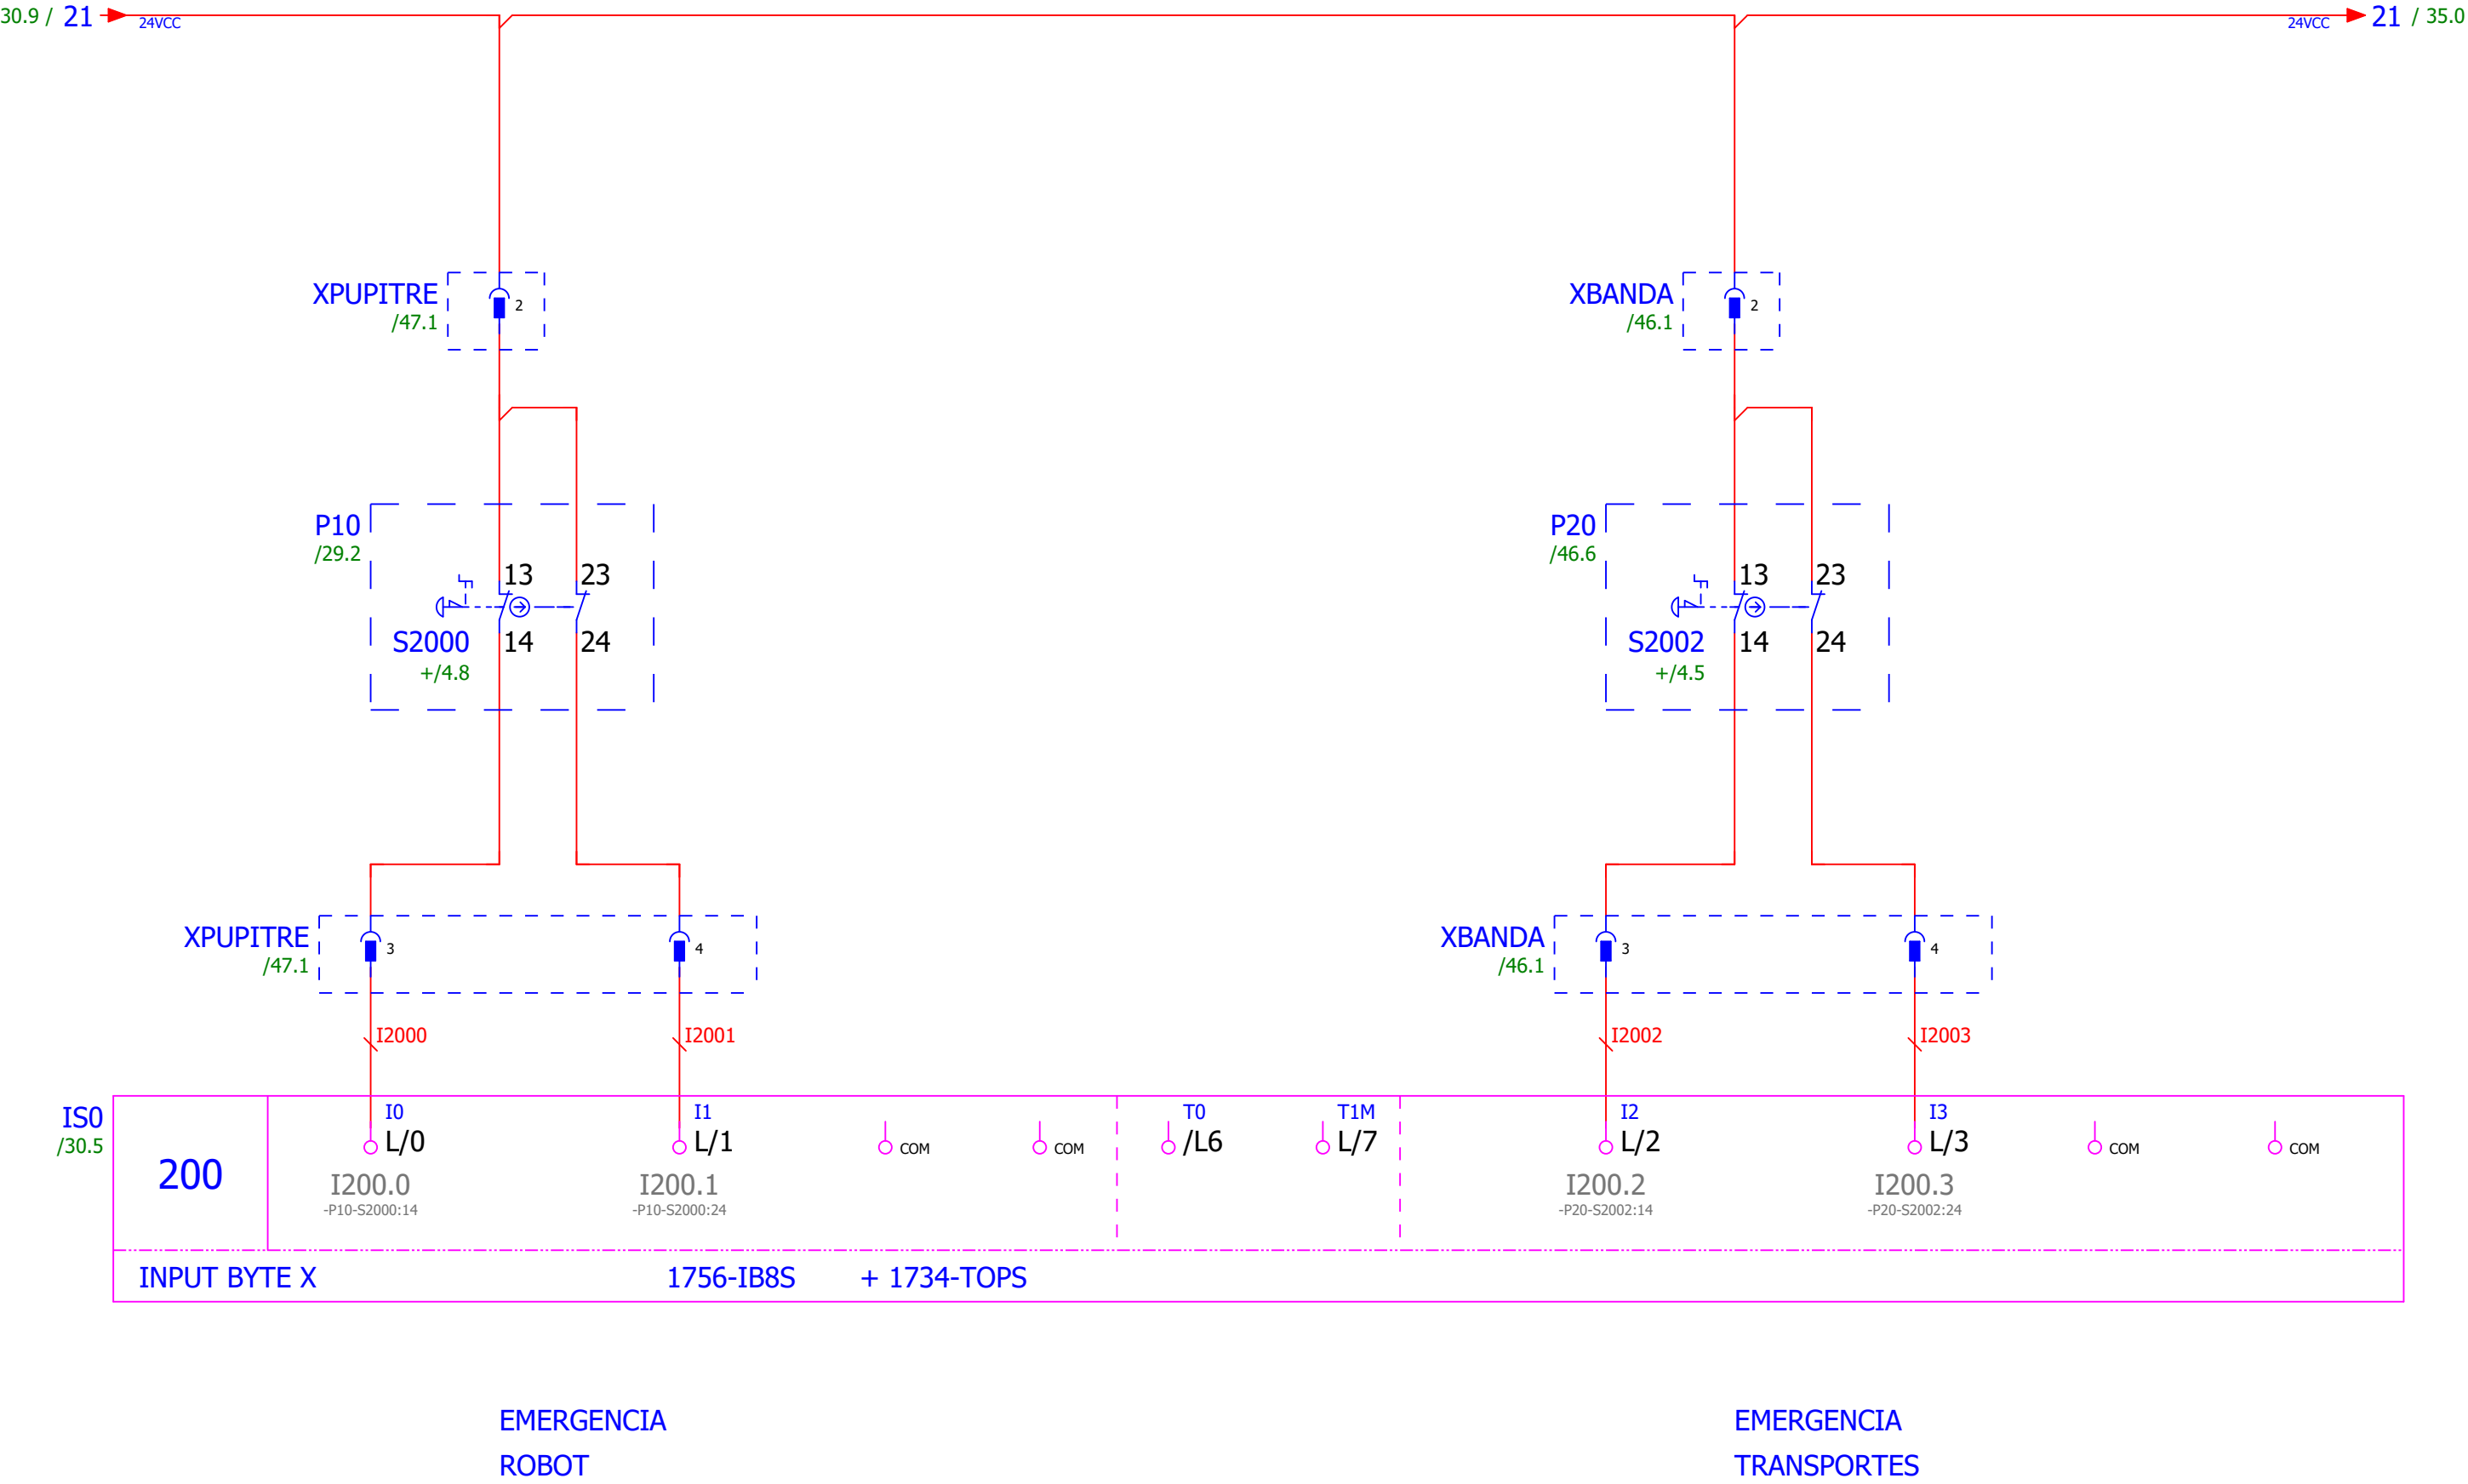 30.9 / 21 24VCC 24VCC 21 / 35.0
XPUPITRE 2 XBANDA 2
/47.1 /46.1
P10 P20
/29.2 /46.6
13 23 13 23
S2000 14 24 S2002 14 24
+/4.8 +/4.5
XPUPITRE 3 4 XBANDA 3 4
/47.1 /46.1
I2000 I2001 I2002 I2003
IS0 I0 I1 T0 T1M I2 I3
/30.5 L/0 L/1 COM COM /L6 L/7 L/2 L/3 COM COM
200 I200.0 I200.1 I200.2 I200.3
-P10-S2000:14 -P10-S2000:24 -P20-S2002:14 -P20-S2002:24
INPUT BYTE X 1756-IB8S + 1734-TOPS
EMERGENCIA EMERGENCIA
ROBOT TRANSPORTES